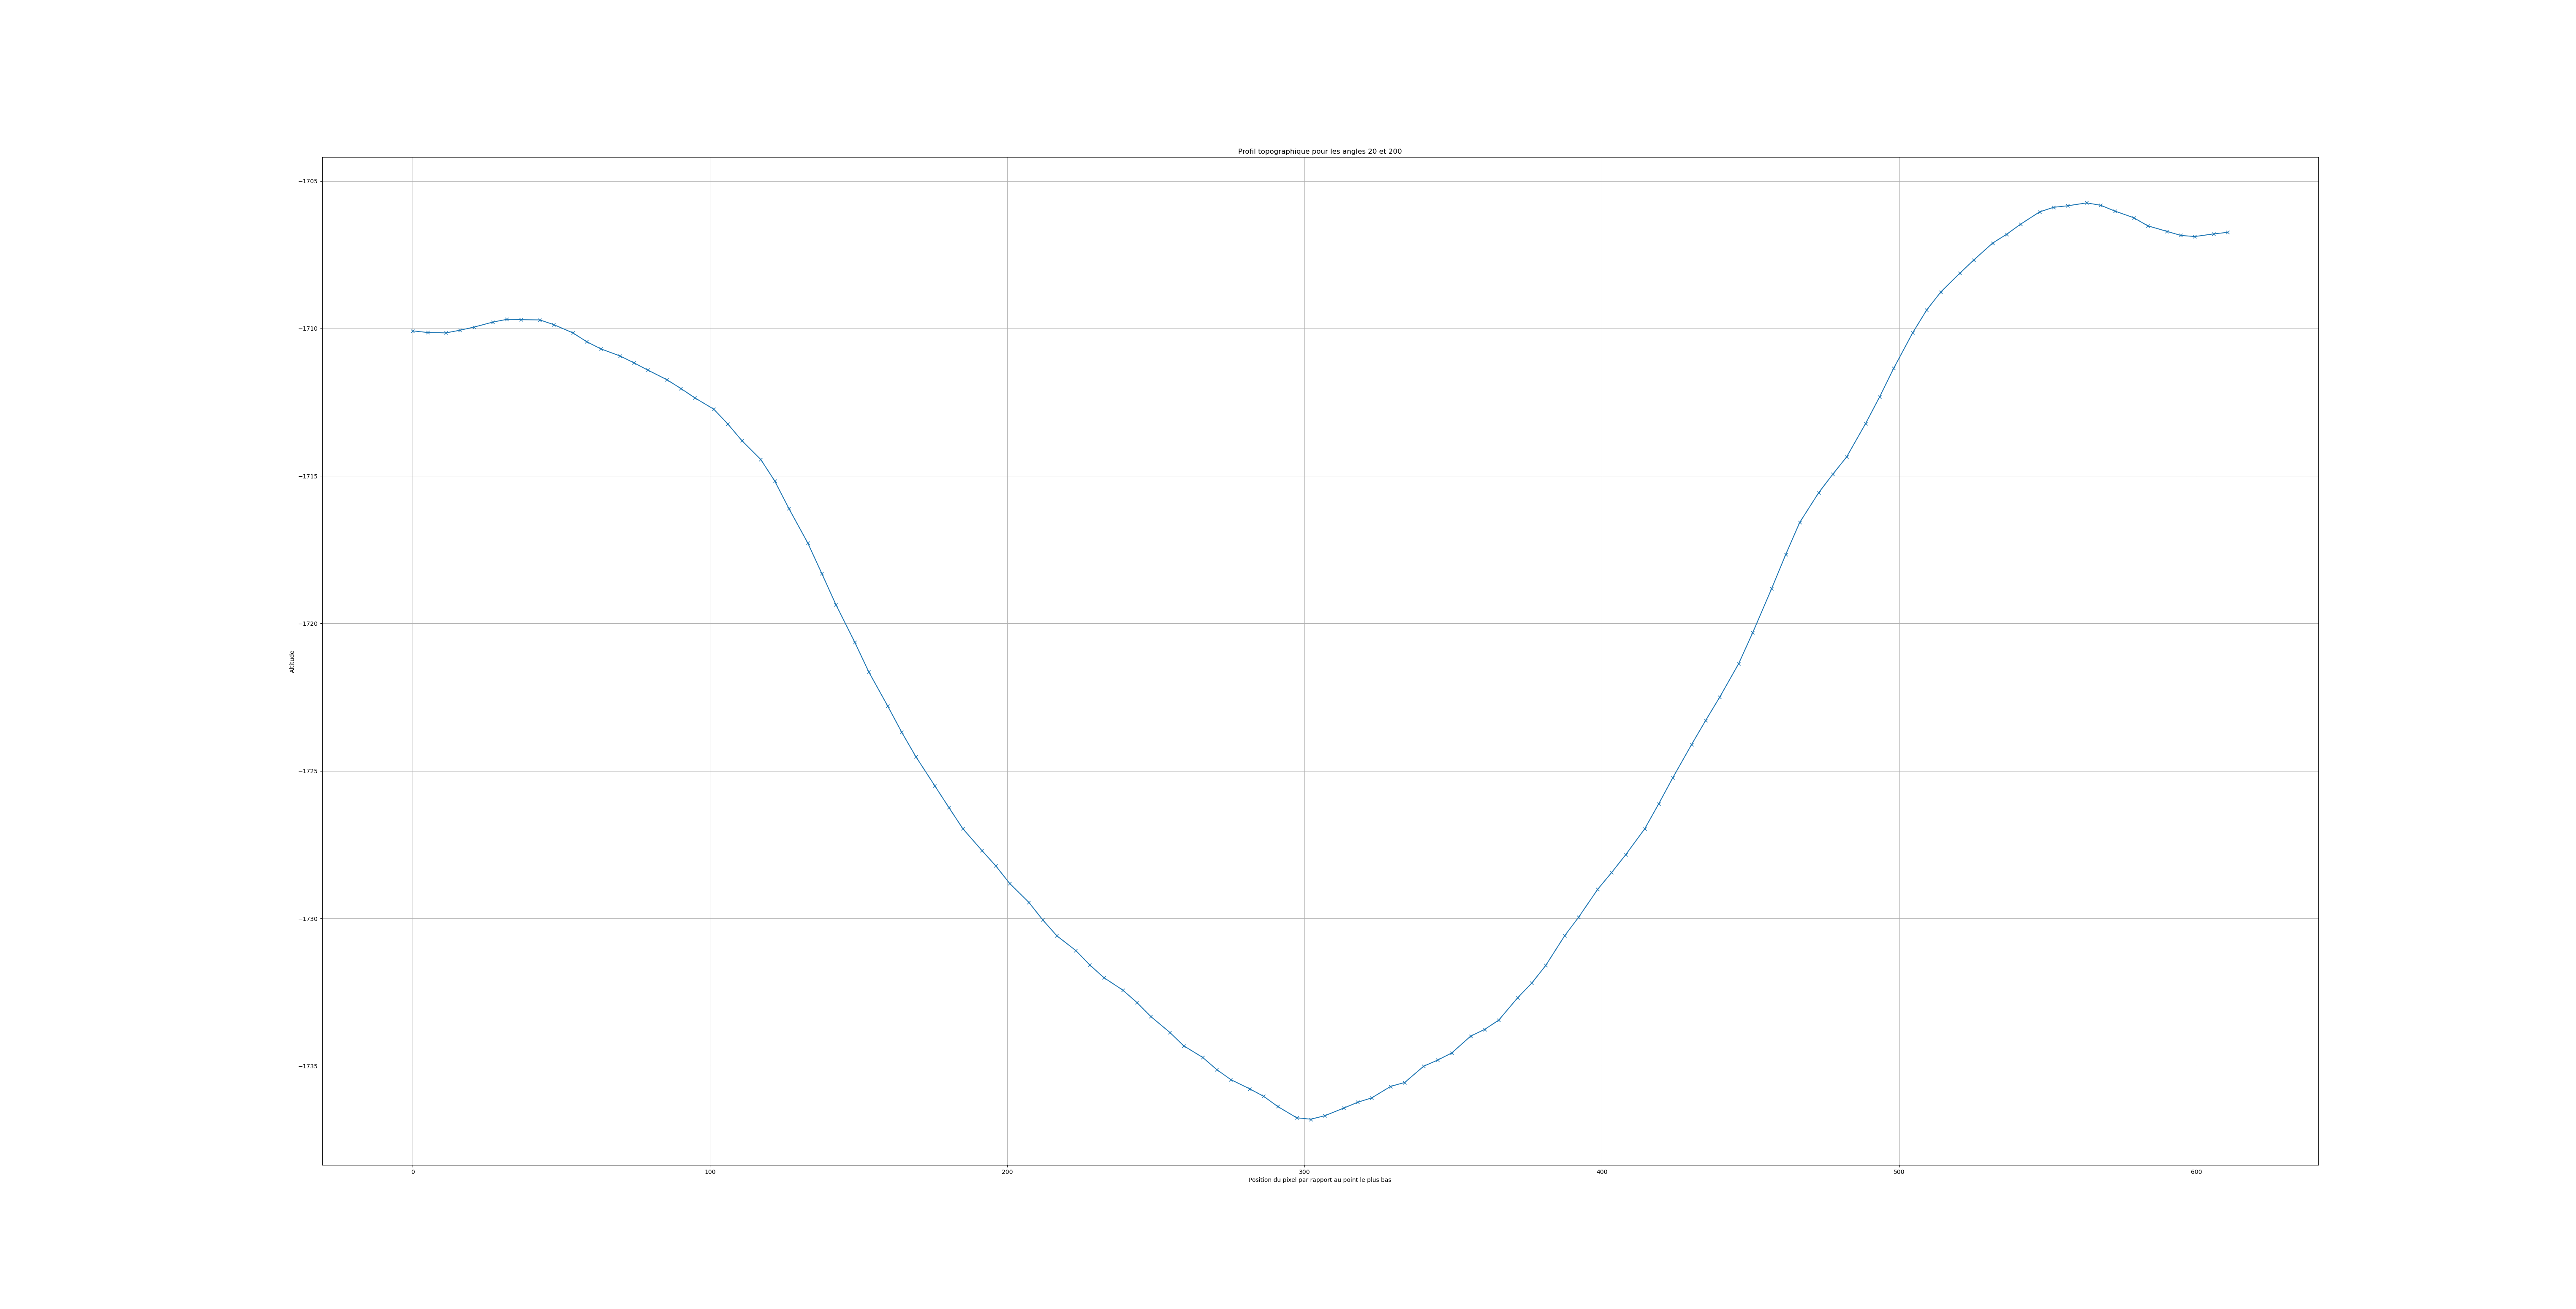 Profil topographique pour les angles 20 et 200
−1705
−1710
−1715
−1720
−1725
−1730
−1735
Altitude
0 100 200 300 400 500 600
Position du pixel par rapport au point le plus bas